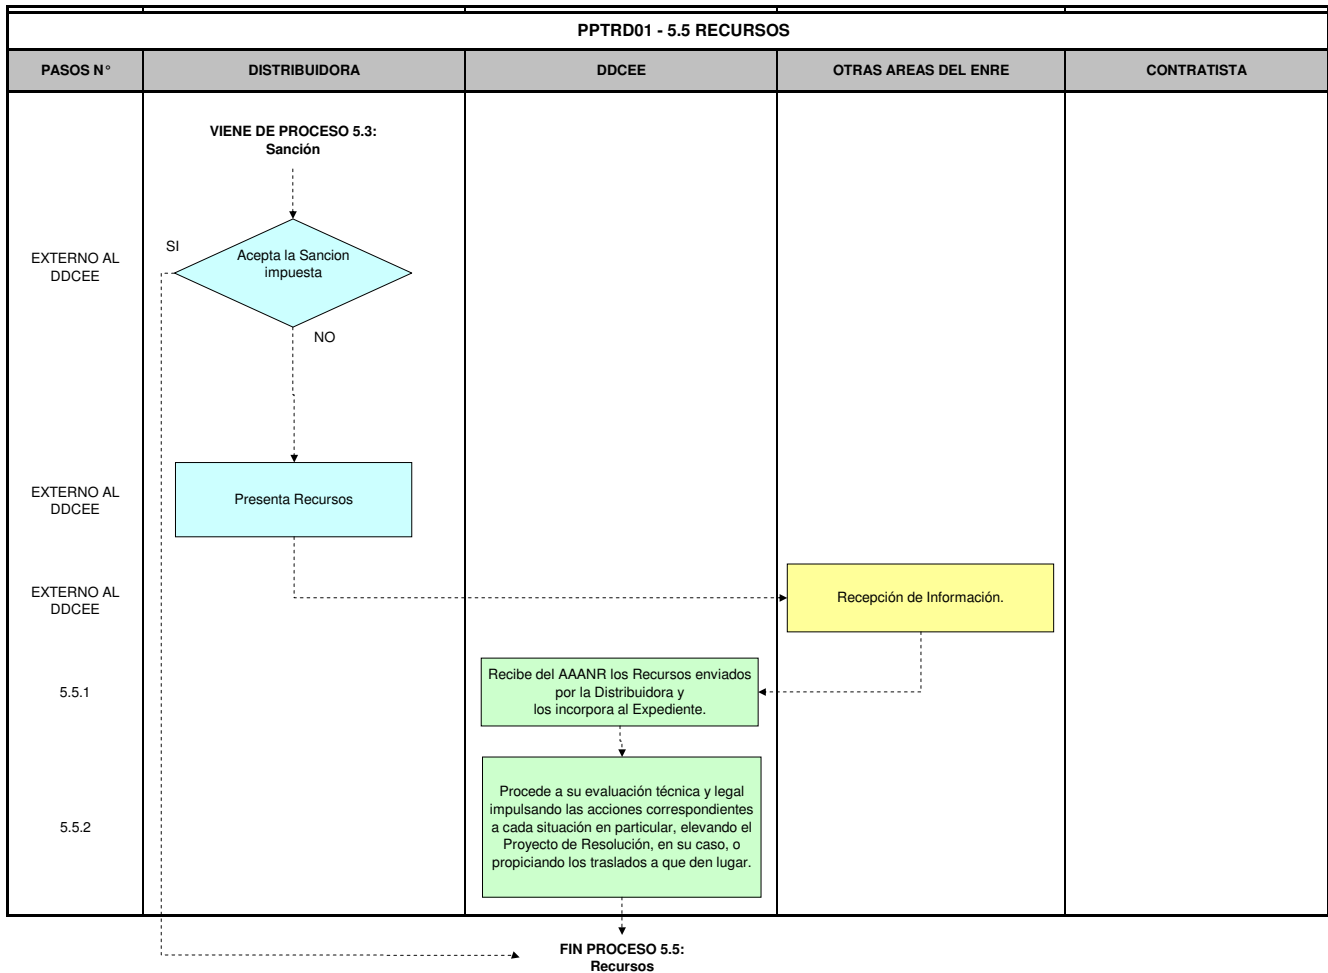 PPTRD01 - 5.5 RECURSOS
PASOS N°
DISTRIBUIDORA
DDCEE
OTRAS AREAS DEL ENRE
CONTRATISTA
VIENE DE PROCESO 5.3:
Sanción
EXTERNO AL
DDCEE
SI
Acepta la Sancion
impuesta
NO
EXTERNO AL
DDCEE
Presenta Recursos
EXTERNO AL
DDCEE
Recepción de Información.
5.5.1
Recibe del AAANR los Recursos enviados
por la Distribuidora y
los incorpora al Expediente.
5.5.2
Procede a su evaluación técnica y legal
impulsando las acciones correspondientes
a cada situación en particular, elevando el
Proyecto de Resolución, en su caso, o
propiciando los traslados a que den lugar.
FIN PROCESO 5.5:
Recursos